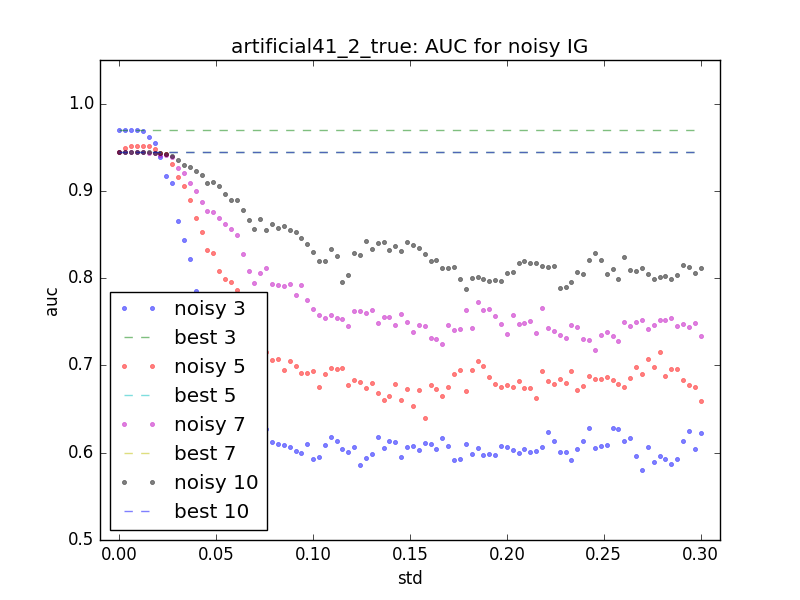 artificial41_2_true: AUC for noisy IG
auc
1.0
0.9
0.8
0.7
0.6
0.5
noisy 3
best 3
noisy 5
best 5
noisy 7
best 7
noisy 10
best 10
0.00 0.05 0.10 0.15 0.20 0.25 0.30
std